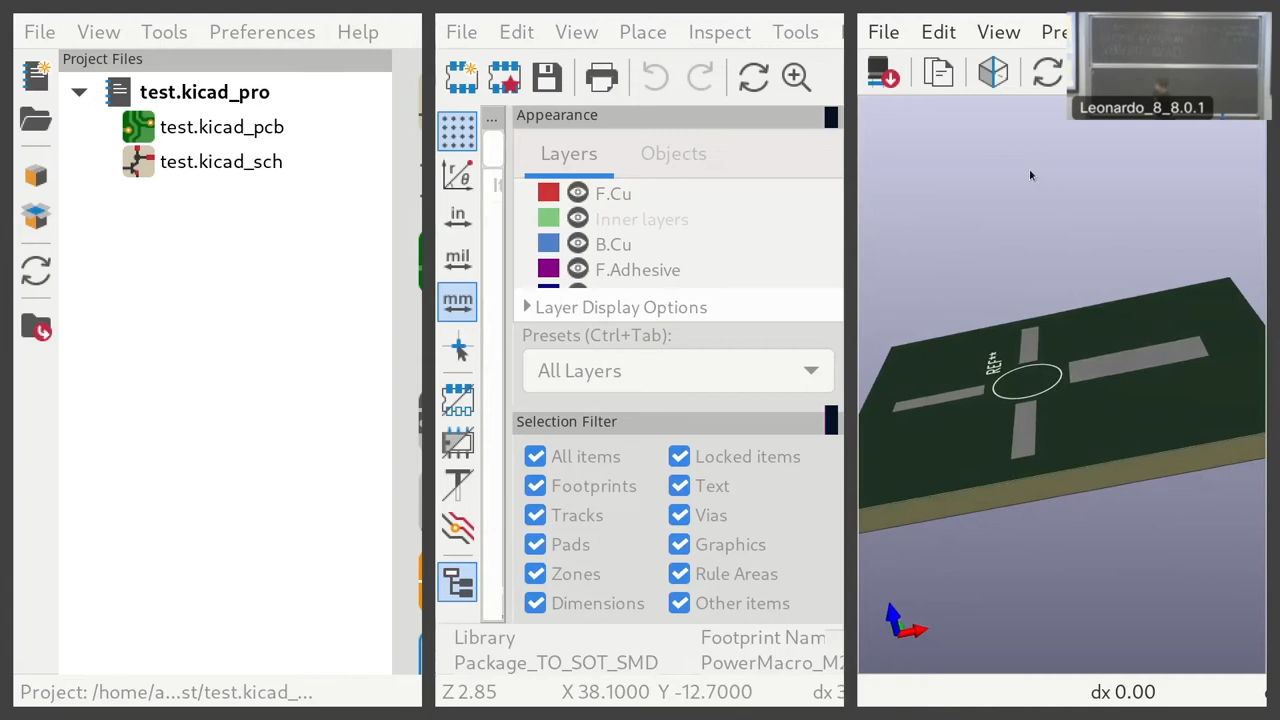 File View Tools Preferences Help
Project Files
test.kicad_pro
test.kicad_pcb
test.kicad_sch
Project: /home/a...st/test.kicad_...
File Edit View Place Inspect Tools
...
in
mil
mm
Appearance
Layers Objects
F.Cu
Inner layers
B.Cu
F.Adhesive
Layer Display Options
Presets (Ctrl+Tab):
All Layers
Selection Filter
All items Locked items
Footprints Text
Tracks Vias
Pads Graphics
Zones Rule Areas
Dimensions Other items
Library Footprint Nam
Package_TO_SOT_SMD PowerMacro_M2
Z 2.85 X 38.1000 Y -12.7000 dx 3
File Edit View Pre
Leonardo_8_8.0.1
REF**
dx 0.00